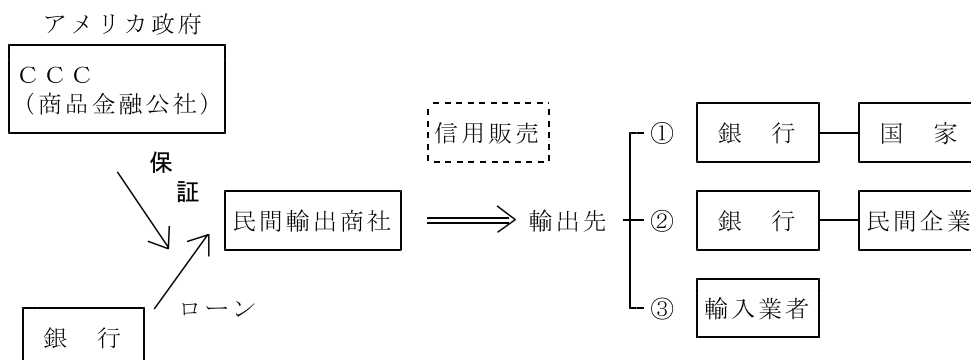 アメリカ政府
ＣＣＣ
（商品金融公社）
保
証
民間輸出商社
ローン
銀　行
信用販売
輸出先
① 銀　行 国　家
② 銀　行 民間企業
③ 輸入業者